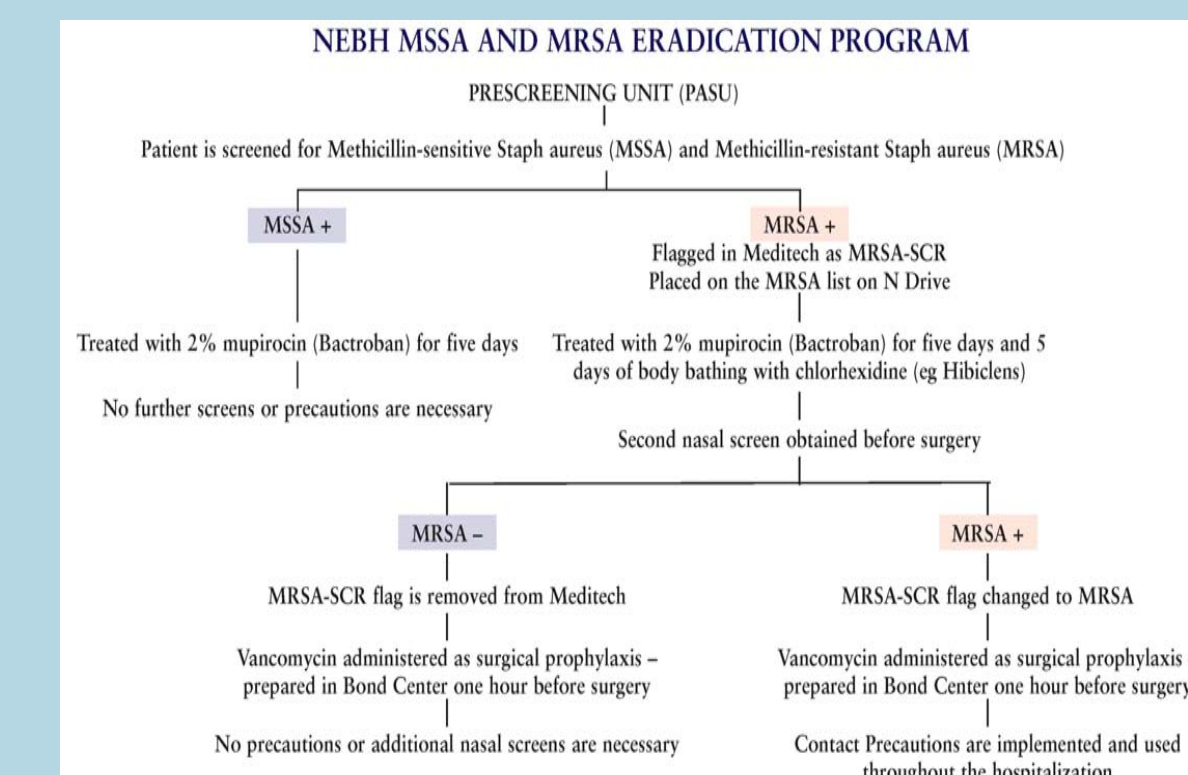 NEBH MSSA AND MRSA ERADICATION PROGRAM
PRESCREENING UNIT (PASU)
Patient is screened for Methicillin-sensitive Staph aureus (MSSA) and Methicillin-resistant Staph aureus (MRSA)
MSSA +
MRSA +
Flagged in Meditech as MRSA-SCR
Placed on the MRSA list on N Drive
Treated with 2% mupirocin (Bactroban) for five days
No further screens or precautions are necessary
Treated with 2% mupirocin (Bactroban) for five days and 5
days of body bathing with chlorhexidine (eg Hibiclens)
Second nasal screen obtained before surgery
MRSA –
MRSA-SCR flag is removed from Meditech
Vancomycin administered as surgical prophylaxis –
prepared in Bond Center one hour before surgery
No precautions or additional nasal screens are necessary
MRSA +
MRSA-SCR flag changed to MRSA
Vancomycin administered as surgical prophylaxis
prepared in Bond Center one hour before surgery
Contact Precautions are implemented and used
throughout the hospitalization